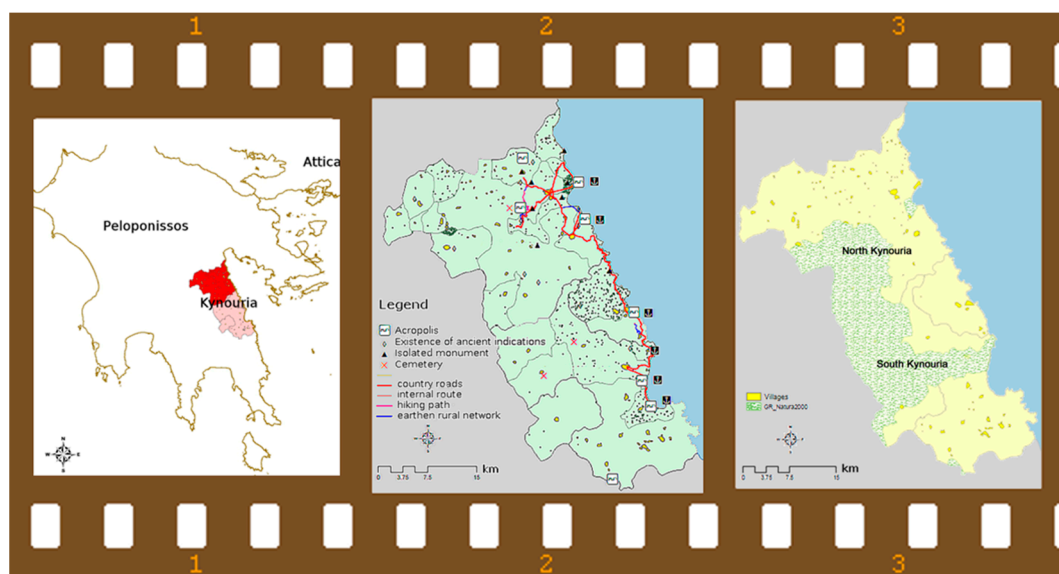 1
2
3
Attica
Peloponissos
Kynouria
N
W E
S
Legend
Acropolis
Existence of ancient indications
Isolated monument
Cemetery
country roads
internal route
hiking path
earthen rural network
km
0 3.75 7.5 15
North Kynouria
South Kynouria
Villages
GR_Natura2000
km
0 3.75 7.5 15
1
2
3